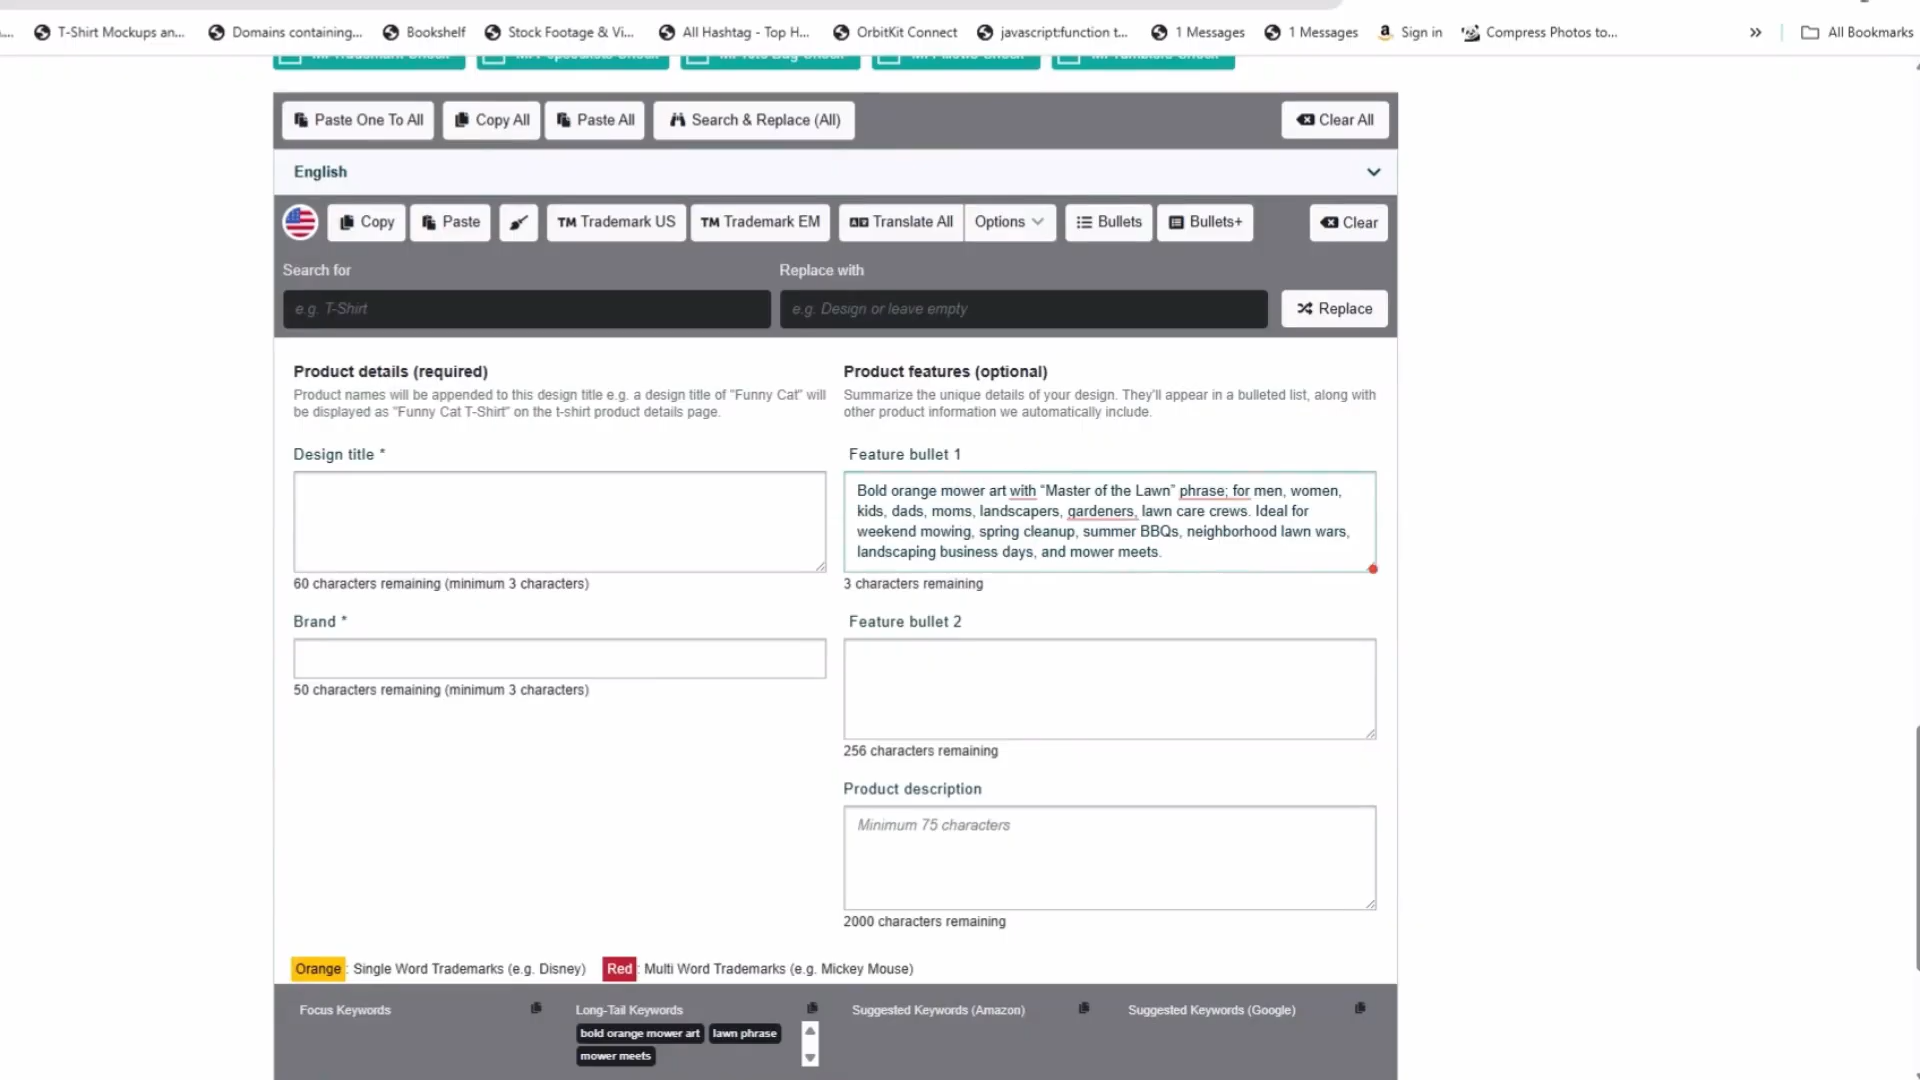 T-Shirt Mockups an... Domains containing... Bookshelf Stock Footage & Vi... All Hashtag - Top H... OrbitKit Connect javascript:function t... 1 Messages 1 Messages Sign in Compress Photos to... » All Bookmarks
Paste One To All Copy All Paste All Search & Replace (All) Clear All
English
Copy Paste TM Trademark US TM Trademark EM Translate All Options Bullets Bullets+ Clear
Search for Replace with
e.g. T-Shirt e.g. Design or leave empty Replace
Product details (required)
Product names will be appended to this design title e.g. a design title of "Funny Cat" will
be displayed as "Funny Cat T-Shirt" on the t-shirt product details page.
Product features (optional)
Summarize the unique details of your design. They'll appear in a bulleted list, along with
other product information we automatically include.
Design title *
60 characters remaining (minimum 3 characters)
Brand *
50 characters remaining (minimum 3 characters)
Feature bullet 1
Bold orange mower art with “Master of the Lawn” phrase; for men, women,
kids, dads, moms, landscapers, gardeners, lawn care crews. Ideal for
weekend mowing, spring cleanup, summer BBQs, neighborhood lawn wars,
landscaping business days, and mower meets.
3 characters remaining
Feature bullet 2
256 characters remaining
Product description
Minimum 75 characters
2000 characters remaining
Orange : Single Word Trademarks (e.g. Disney) Red : Multi Word Trademarks (e.g. Mickey Mouse)
Focus Keywords Long-Tail Keywords Suggested Keywords (Amazon) Suggested Keywords (Google)
bold orange mower art lawn phrase
mower meets